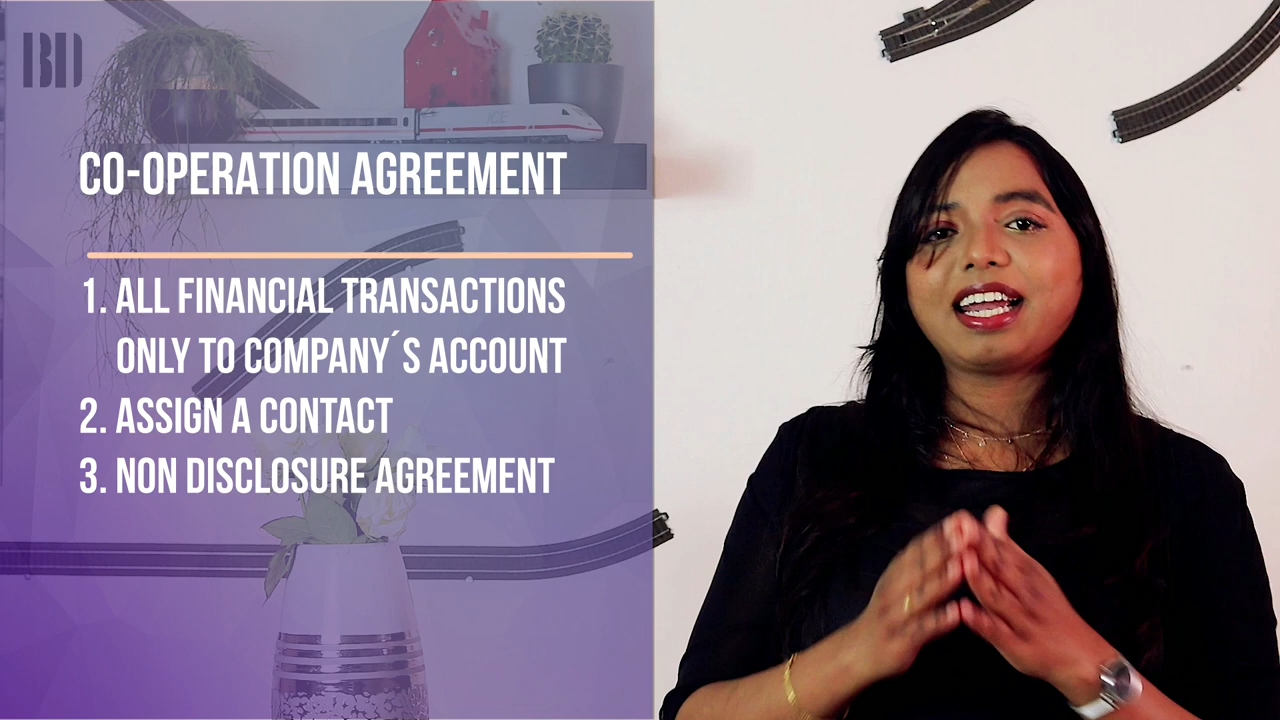 BD
CO-OPERATION AGREEMENT
1. ALL FINANCIAL TRANSACTIONS
ONLY TO COMPANY´S ACCOUNT
2. ASSIGN A CONTACT
3. NON DISCLOSURE AGREEMENT
ICE